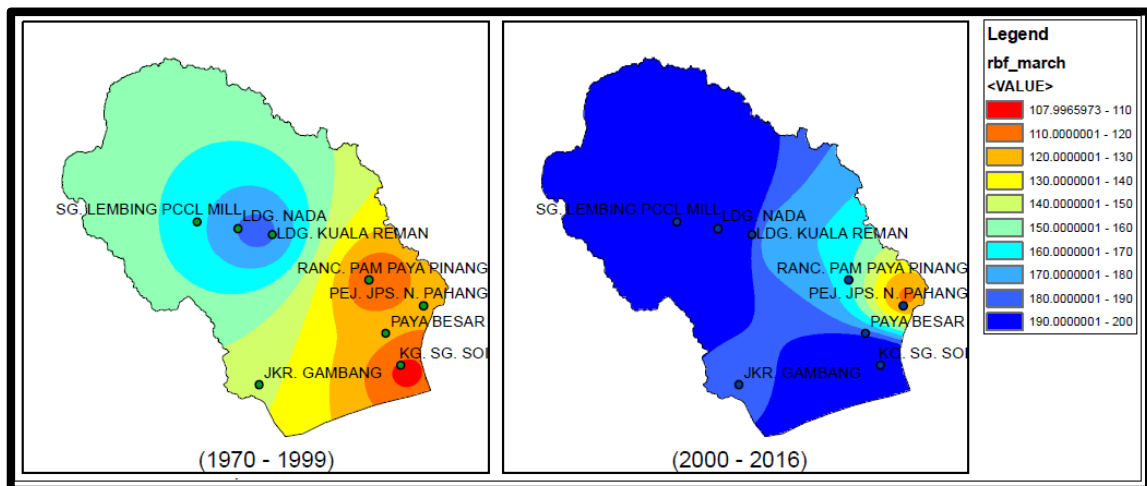 SG. LEMBING PCCL MILL
LDG. NADA
LDG. KUALA REMAN
RANC. PAM PAYA PINANG
PEJ. JPS. N. PAHANG
PAYA BESAR
KG. SG. SOI
JKR. GAMBANG
(1970 - 1999)
SG. LEMBING PCCL MILL
LDG. NADA
LDG. KUALA REMAN
RANC. PAM PAYA PINANG
PEJ. JPS. N. PAHANG
PAYA BESAR
KG. SG. SOI
JKR. GAMBANG
(2000 - 2016)
Legend
rbf_march
<VALUE>
107.9965973 - 110
110.0000001 - 120
120.0000001 - 130
130.0000001 - 140
140.0000001 - 150
150.0000001 - 160
160.0000001 - 170
170.0000001 - 180
180.0000001 - 190
190.0000001 - 200